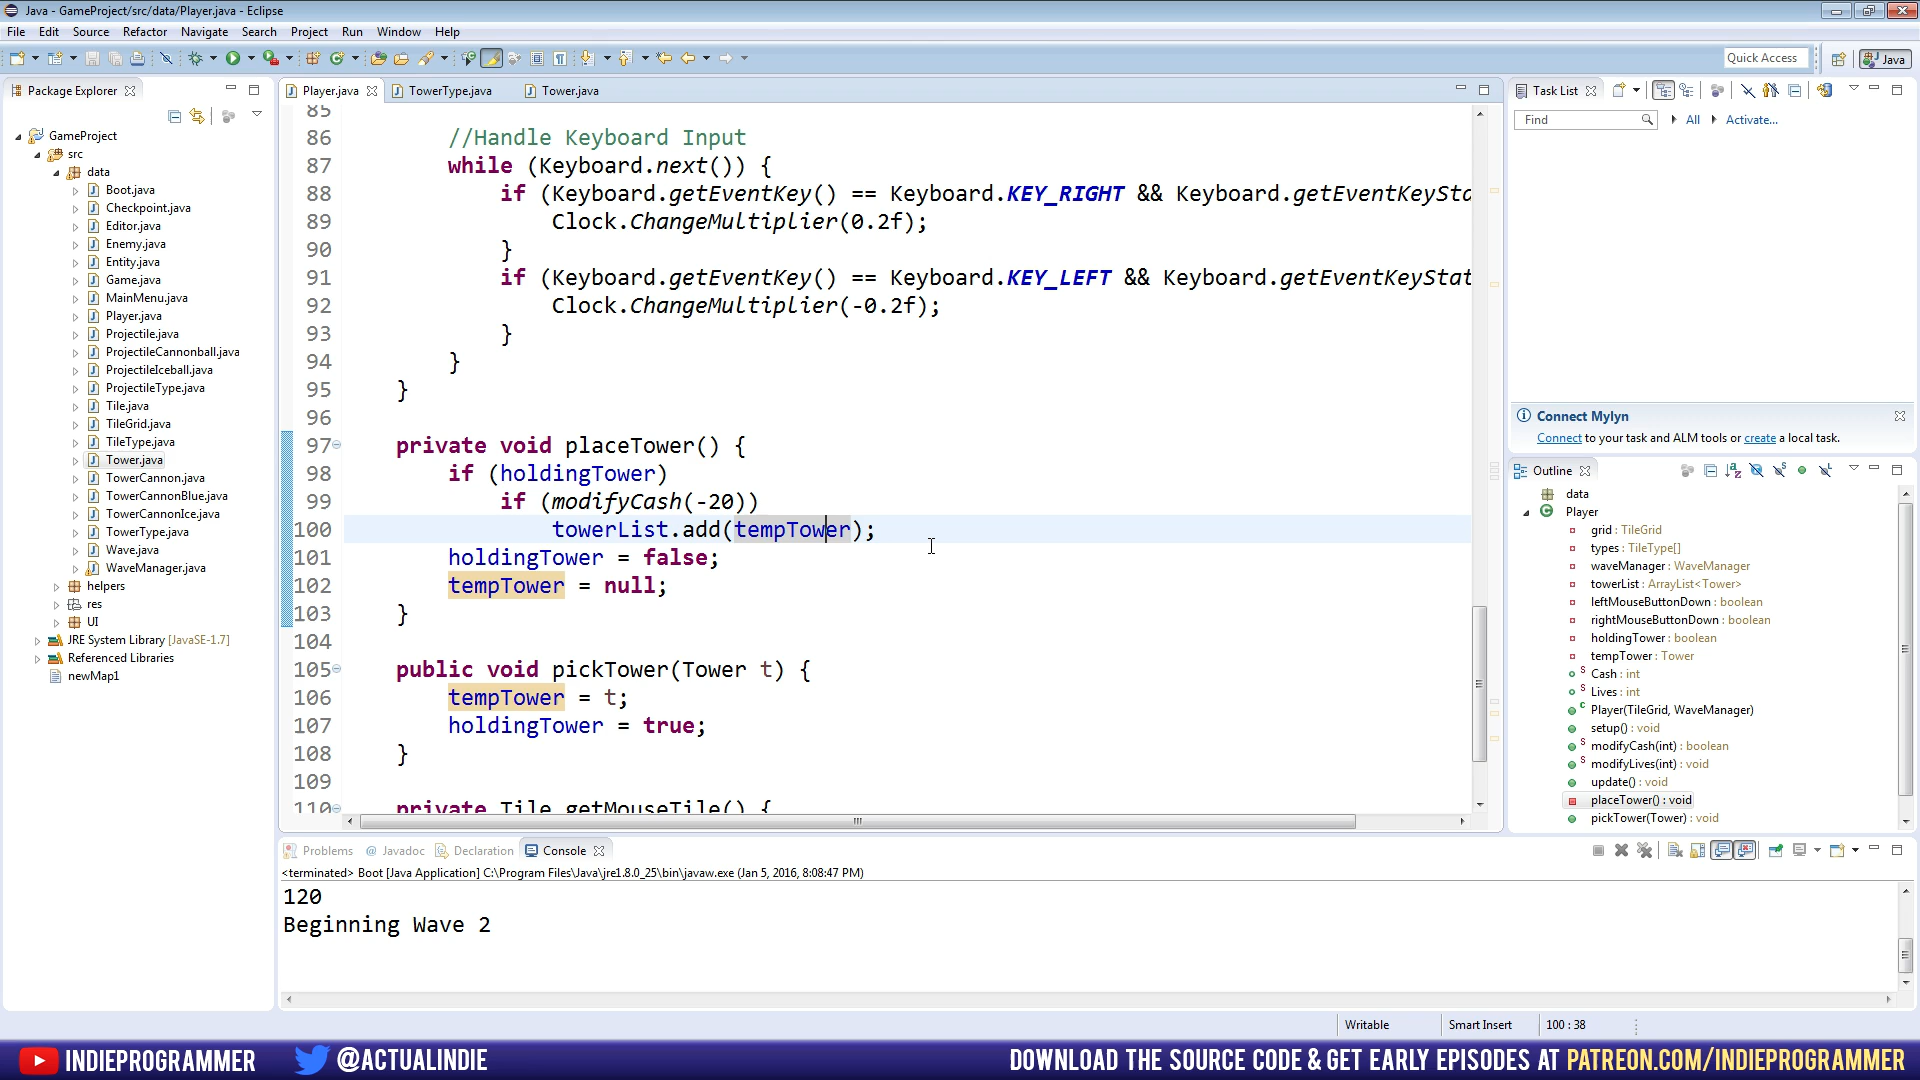 Java - GameProject/src/data/Player.java - Eclipse
File Edit Source Refactor Navigate Search Project Run Window Help
Quick Access
Java
Package Explorer
GameProject
src
data
Boot.java
Checkpoint.java
Editor.java
Enemy.java
Entity.java
Game.java
MainMenu.java
Player.java
Projectile.java
ProjectileCannonball.java
ProjectileIceball.java
ProjectileType.java
Tile.java
TileGrid.java
TileType.java
Tower.java
TowerCannon.java
TowerCannonBlue.java
TowerCannonIce.java
TowerType.java
Wave.java
WaveManager.java
helpers
res
UI
JRE System Library [JavaSE-1.7]
Referenced Libraries
newMap1
Player.java TowerType.java Tower.java
85
86 //Handle Keyboard Input
87 while (Keyboard.next()) {
88 if (Keyboard.getEventKey() == Keyboard.KEY_RIGHT && Keyboard.getEventKeySta
89 Clock.ChangeMultiplier(0.2f);
90 }
91 if (Keyboard.getEventKey() == Keyboard.KEY_LEFT && Keyboard.getEventKeyStat
92 Clock.ChangeMultiplier(-0.2f);
93 }
94 }
95 }
96
97 private void placeTower() {
98 if (holdingTower)
99 if (modifyCash(-20))
100 towerList.add(tempTower);
101 holdingTower = false;
102 tempTower = null;
103 }
104
105 public void pickTower(Tower t) {
106 tempTower = t;
107 holdingTower = true;
108 }
109
110 private Tile getMouseTile() {
Task List
Find All Activate...
Connect Mylyn
Connect to your task and ALM tools or create a local task.
Outline
data
Player
grid : TileGrid
types : TileType[]
waveManager : WaveManager
towerList : ArrayList<Tower>
leftMouseButtonDown : boolean
rightMouseButtonDown : boolean
holdingTower : boolean
tempTower : Tower
Cash : int
Lives : int
Player(TileGrid, WaveManager)
setup() : void
modifyCash(int) : boolean
modifyLives(int) : void
update() : void
placeTower() : void
pickTower(Tower) : void
Problems Javadoc Declaration Console
<terminated> Boot [Java Application] C:\Program Files\Java\jre1.8.0_25\bin\javaw.exe (Jan 5, 2016, 8:08:47 PM)
120
Beginning Wave 2
Writable Smart Insert 100 : 38
INDIEPROGRAMMER @ACTUALINDIE DOWNLOAD THE SOURCE CODE & GET EARLY EPISODES AT PATREON.COM/INDIEPROGRAMMER